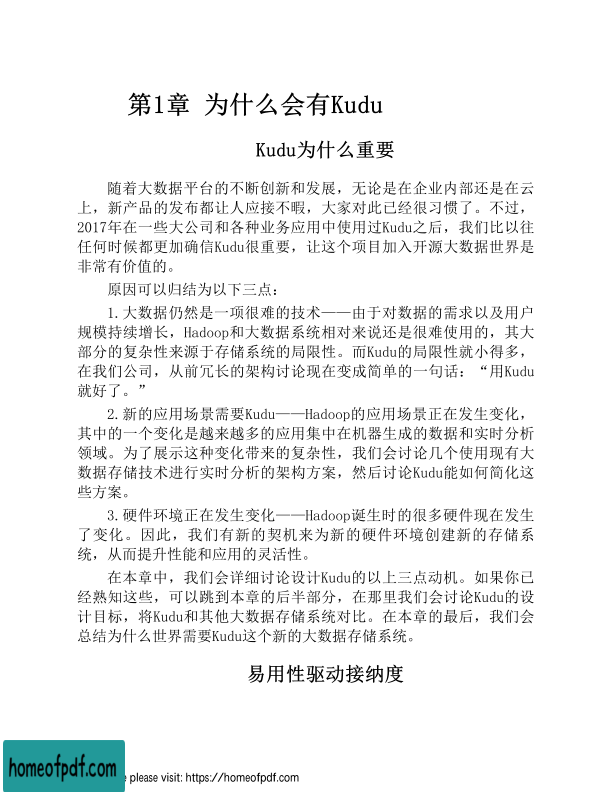 第1章 为什么会有Kudu
Kudu为什么重要
随着大数据平台的不断创新和发展，无论是在企业内部还是在云
上，新产品的发布都让人应接不暇，大家对此已经很习惯了。不过，
2017年在一些大公司和各种业务应用中使用过Kudu之后，我们比以往
任何时候都更加确信Kudu很重要，让这个项目加入开源大数据世界是
非常有价值的。
原因可以归结为以下三点：
1.大数据仍然是一项很难的技术——由于对数据的需求以及用户
规模持续增长，Hadoop和大数据系统相对来说还是很难使用的，其大
部分的复杂性来源于存储系统的局限性。而Kudu的局限性就小得多，
在我们公司，从前冗长的架构讨论现在变成简单的一句话：“用Kudu
就好了。”
2.新的应用场景需要Kudu——Hadoop的应用场景正在发生变化，
其中的一个变化是越来越多的应用集中在机器生成的数据和实时分析
领域。为了展示这种变化带来的复杂性，我们会讨论几个使用现有大
数据存储技术进行实时分析的架构方案，然后讨论Kudu能如何简化这
些方案。
3.硬件环境正在发生变化——Hadoop诞生时的很多硬件现在发生
了变化。因此，我们有新的契机来为新的硬件环境创建新的存储系
统，从而提升性能和应用的灵活性。
在本章中，我们会详细讨论设计Kudu的以上三点动机。如果你已
经熟知这些，可以跳到本章的后半部分，在那里我们会讨论Kudu的设
计目标，将Kudu和其他大数据存储系统对比。在本章的最后，我们会
总结为什么世界需要Kudu这个新的大数据存储系统。
易用性驱动接纳度
homeofpdf.com
e please visit: https://homeofpdf.com